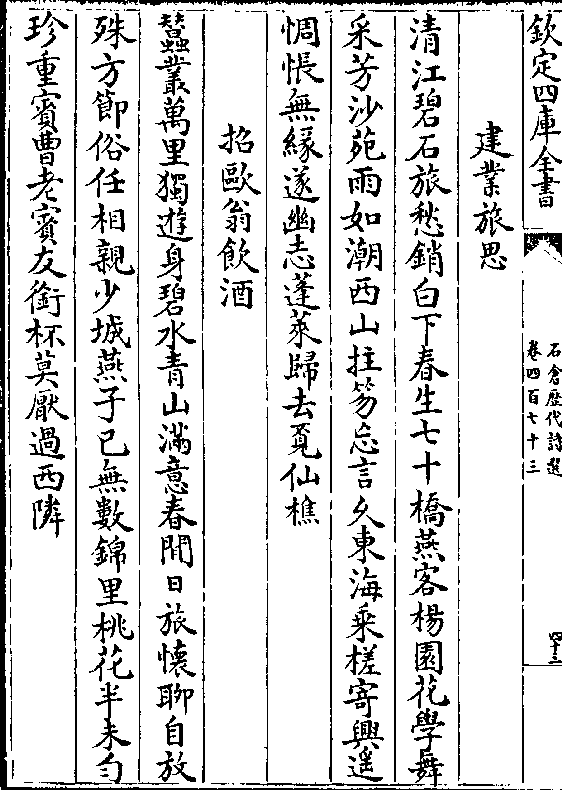 欽定四庫全書
石倉歷代詩選
卷四百七十三
四十三
建業旅思
清江碧石旅愁銷白下春生七十橋燕客楊園花學舞
采芳沙苑雨如潮西山拄笏忘言久東海乘槎寄興遥
惆悵無緣遂幽志蓬萊歸去覓仙樵
招歐翁飲酒
蠶叢萬里獨遊身碧水青山滿意春閒日旅懷聊自放
殊方節俗任相親少城燕子已無數錦里桃花半未勻
珍重賓曹老賓友銜杯莫厭過西隣